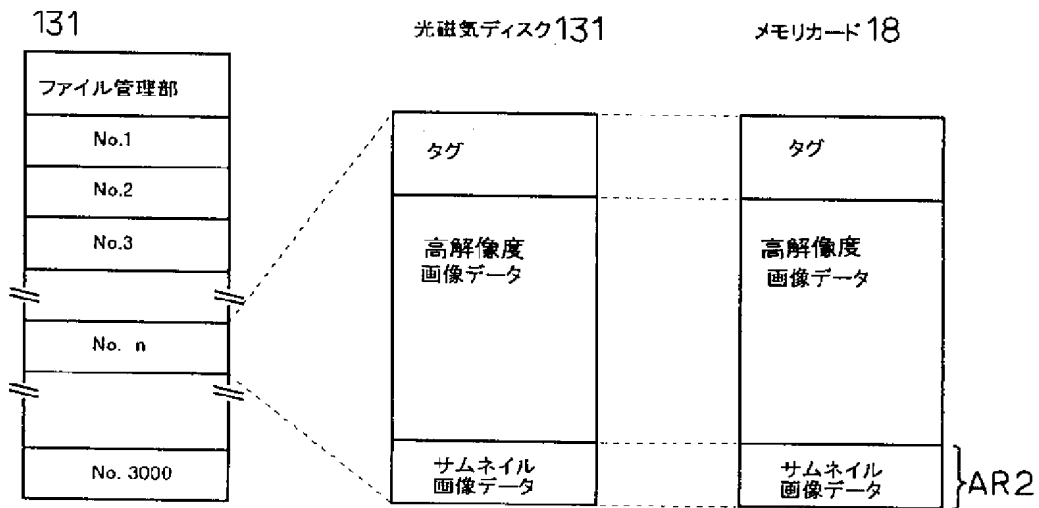 131
ファイル管理部
No.1
No.2
No.3
No. n
No. 3000
光磁気ディスク131
タグ
高解像度
画像データ
サムネイル
画像データ
メモリカード18
タグ
高解像度
画像データ
サムネイル
画像データ
AR2